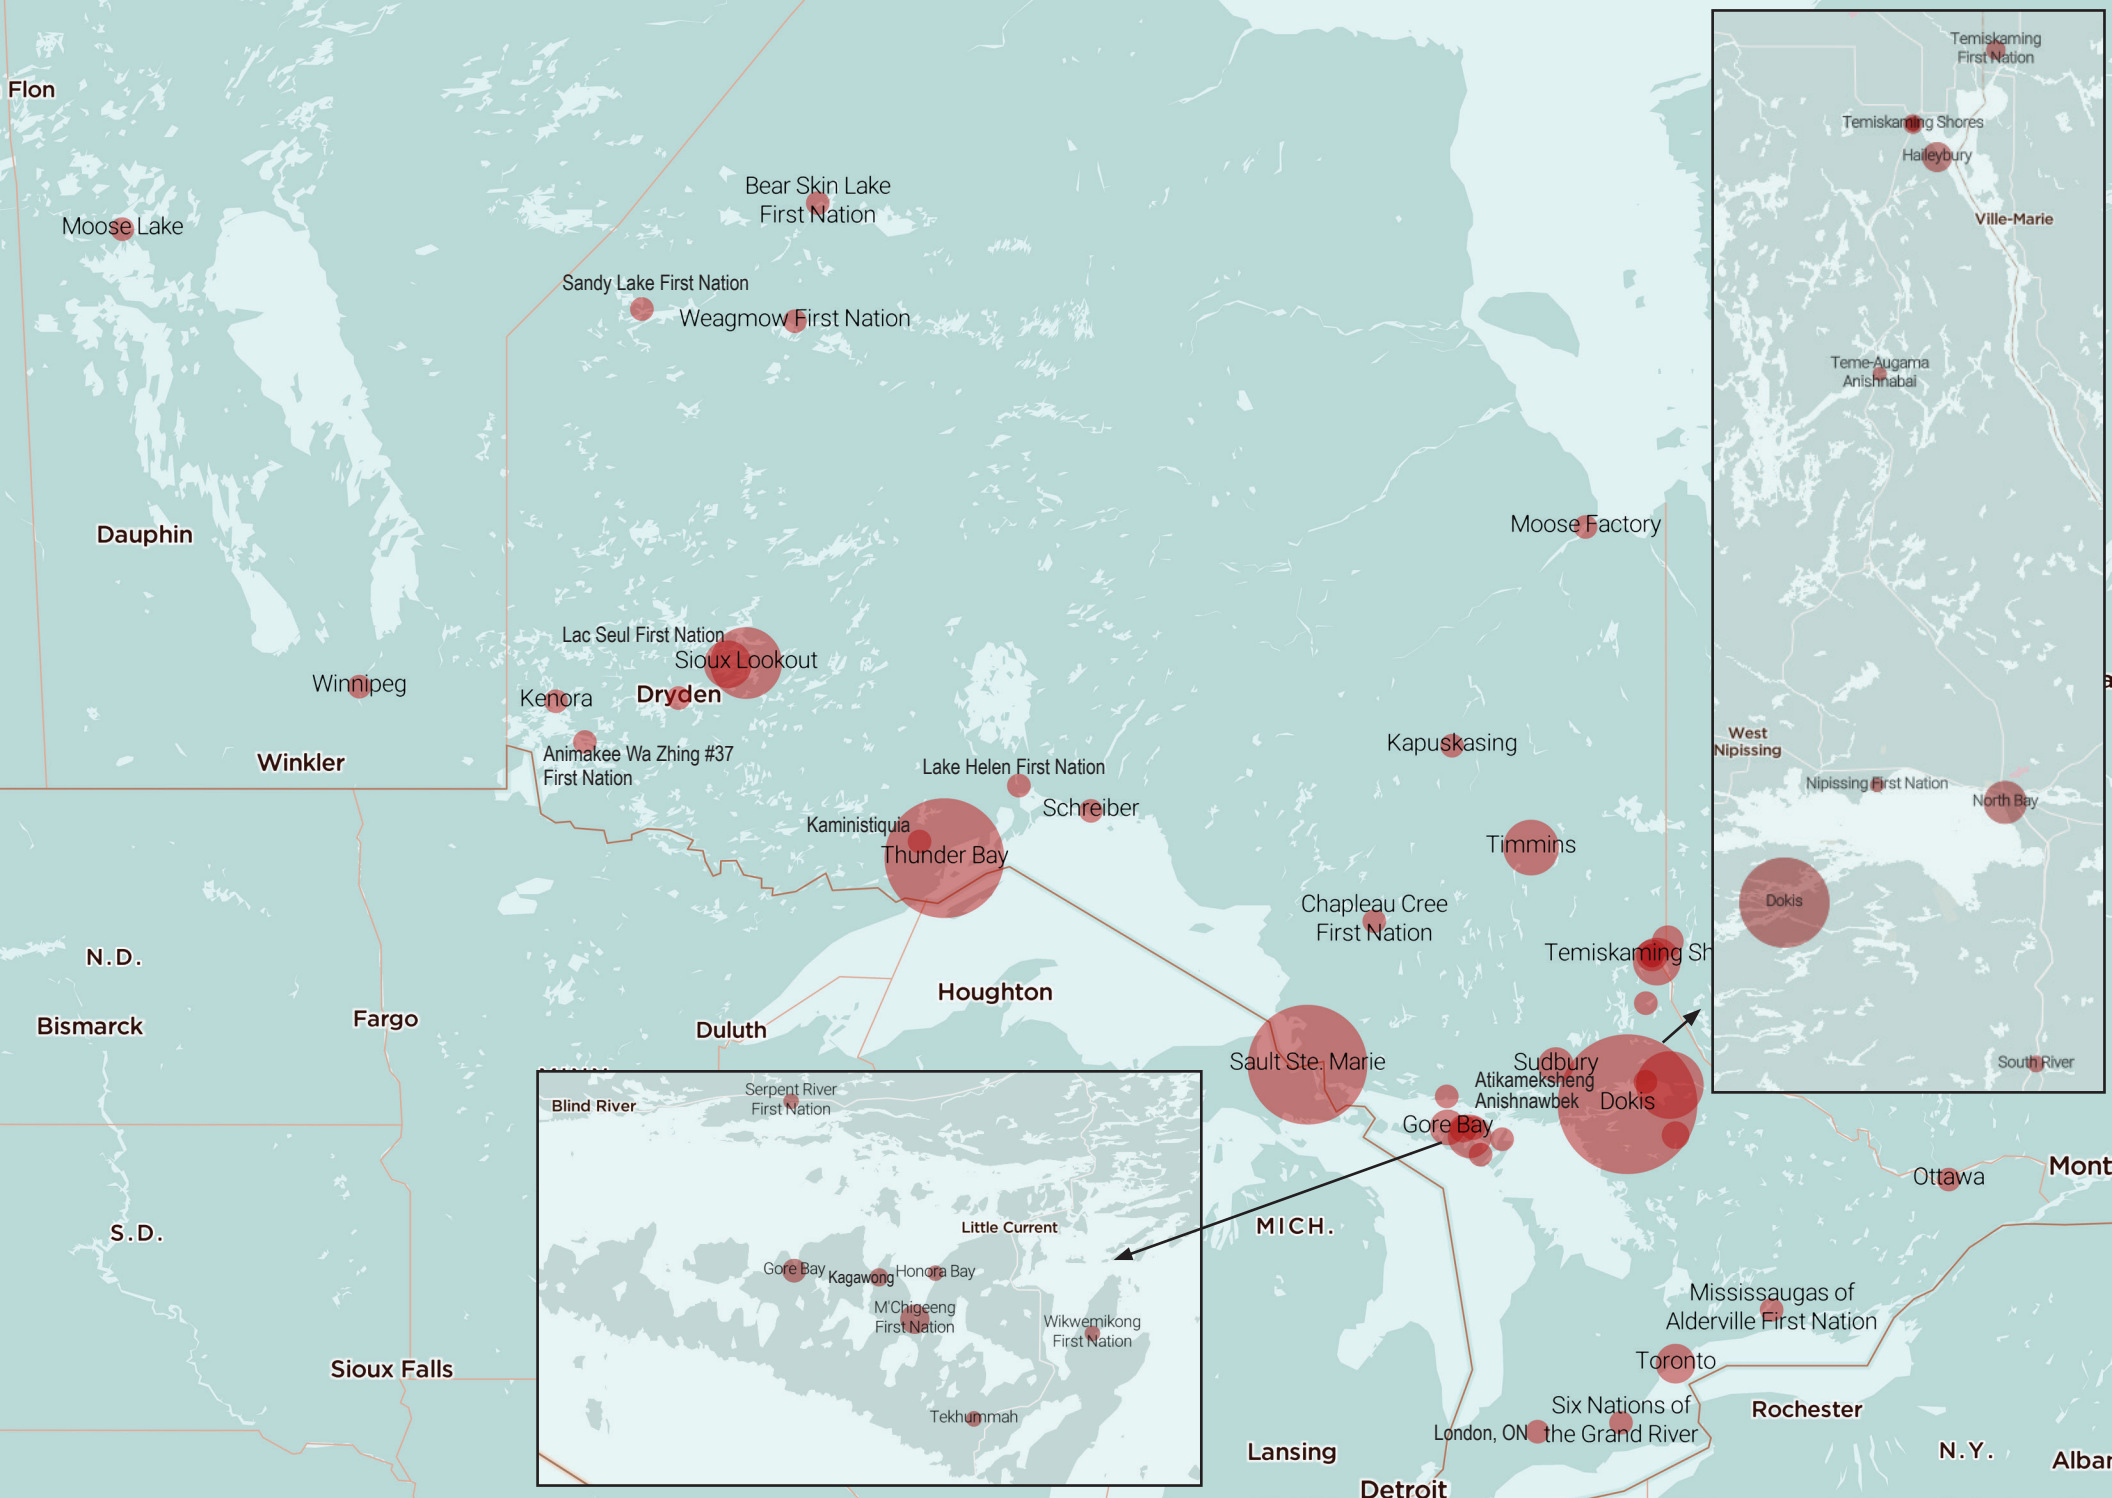 Flon
Moose Lake
Bear Skin Lake
First Nation
Sandy Lake First Nation
Weagmow First Nation
Dauphin
Moose Factory
Lac Seul First Nation
Sioux Lookout
Winnipeg
Kenora
Dryden
Animakee Wa Zhing #37
First Nation
Winkler
Kapuskasing
Lake Helen First Nation
Schreiber
Kaministiquia
Thunder Bay
Timmins
Chapleau Cree
First Nation
Temiskaming Sh
N.D.
Bismarck
Fargo
Houghton
Duluth
Sault Ste. Marie
Sudbury
Atikameksheng
Anishnawbek
Dokis
Gore Bay
Ottawa
Mont
S.D.
MICH.
Mississaugas of
Alderville First Nation
Toronto
Sioux Falls
Six Nations of
the Grand River
London, ON
Rochester
Lansing
N.Y.
Albar
Detroit
Temiskaming
First Nation
Temiskaming Shores
Haileybury
Ville-Marie
Teme-Augama
Anishnabai
West
Nipissing
Nipissing First Nation
North Bay
Dokis
South River
Serpent River
First Nation
Blind River
Little Current
Gore Bay
Kagawong
Honora Bay
M'Chigeeng
First Nation
Wikwemikong
First Nation
Tekhummah